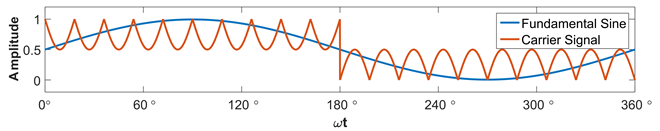 Amplitude
1
0.5
0
Fundamental Sine
Carrier Signal
0° 60 ° 120 ° 180 ° 240 ° 300 ° 360 °
ωt